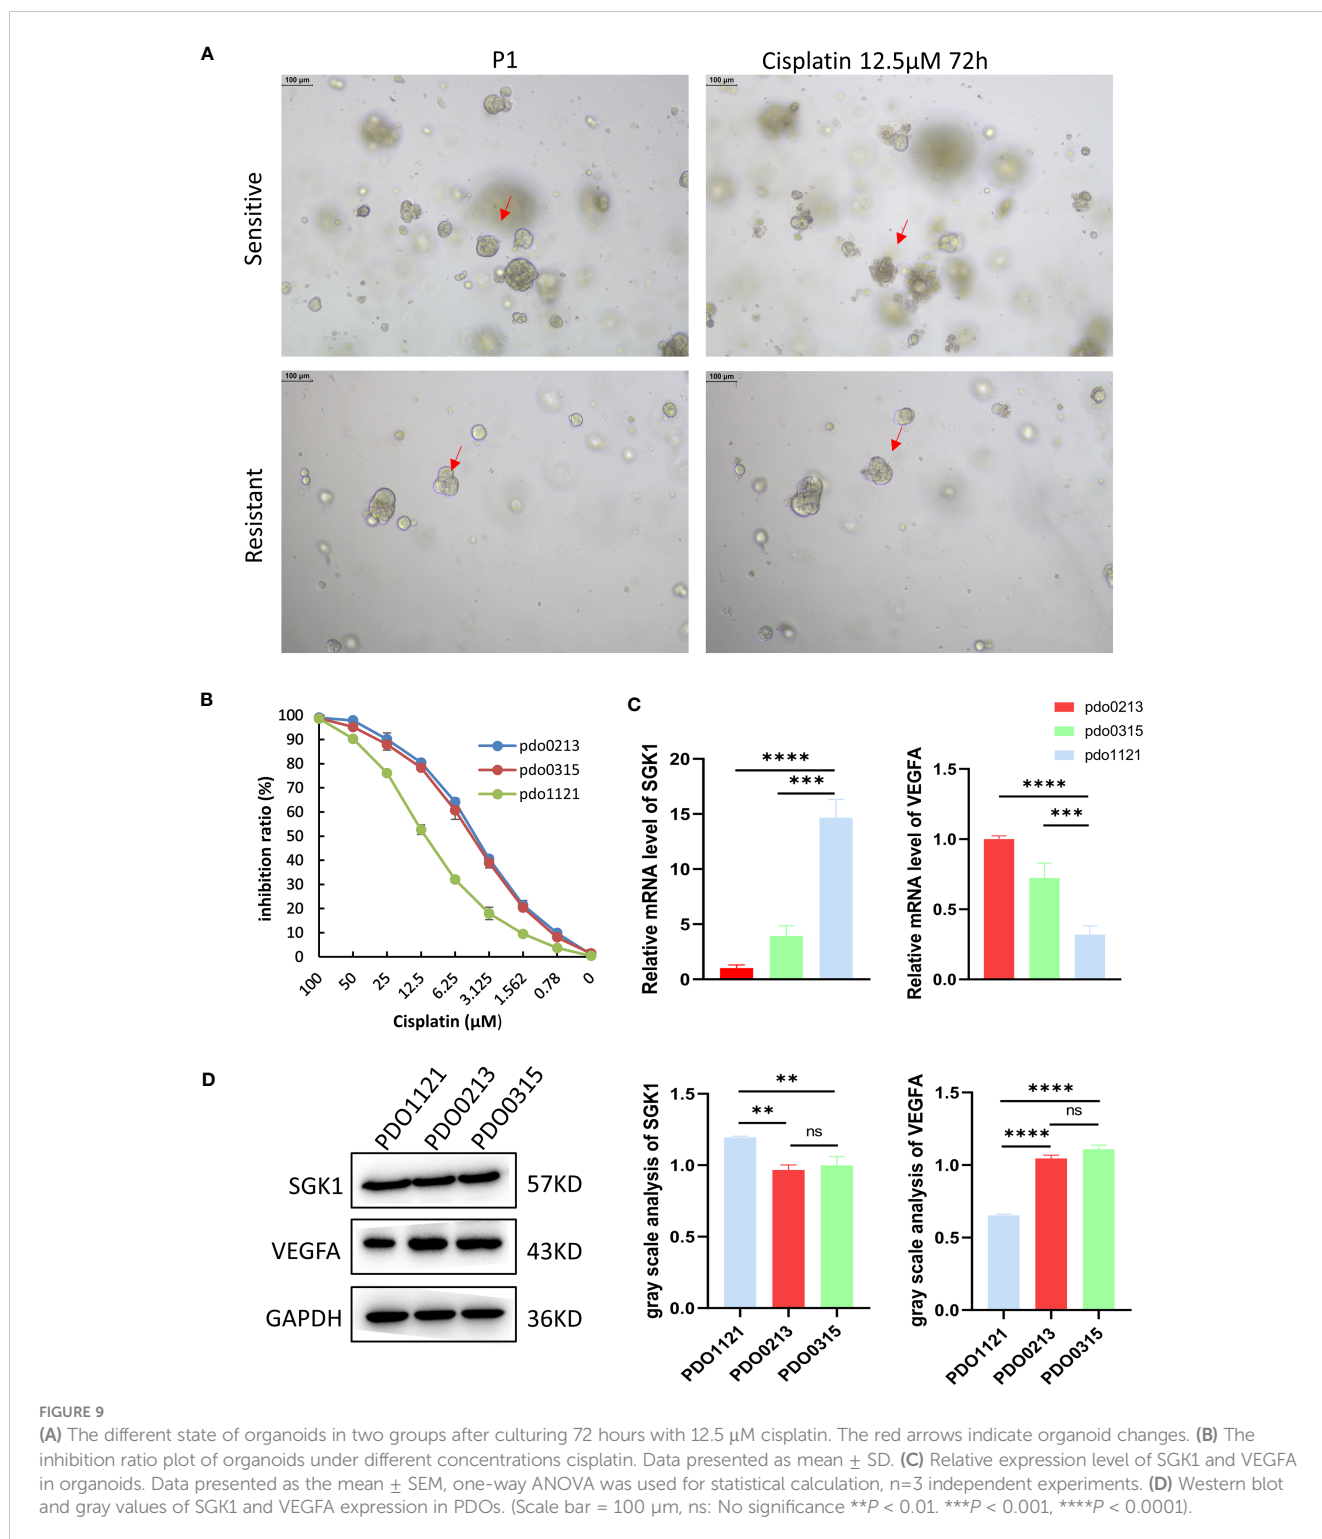 A
P1
Cisplatin 12.5μM 72h
Sensitive
100 μm
100 μm
Resistant
100 μm
100 μm
B
inhibition ratio (%)
100
90
80
70
60
50
40
30
20
10
0
pdo0213
pdo0315
pdo1121
100
50
25
12.5
6.25
3.125
1.562
0.78
0
Cisplatin (μM)
C
pdo0213
pdo0315
pdo1121
Relative mRNA level of SGK1
20
15
10
5
0
****
***
Relative mRNA level of VEGFA
1.5
1.0
0.5
0.0
****
***
D
PDO1121
PDO0213
PDO0315
SGK1
57KD
VEGFA
43KD
GAPDH
36KD
gray scale analysis of SGK1
1.5
1.0
0.5
0.0
**
**
ns
PDO1121
PDO0213
PDO0315
gray scale analysis of VEGFA
1.5
1.0
0.5
0.0
****
ns
****
PDO1121
PDO0213
PDO0315
FIGURE 9
(A) The different state of organoids in two groups after culturing 72 hours with 12.5 μM cisplatin. The red arrows indicate organoid changes. (B) The
inhibition ratio plot of organoids under different concentrations cisplatin. Data presented as mean ± SD. (C) Relative expression level of SGK1 and VEGFA
in organoids. Data presented as the mean ± SEM, one-way ANOVA was used for statistical calculation, n=3 independent experiments. (D) Western blot
and gray values of SGK1 and VEGFA expression in PDOs. (Scale bar = 100 μm, ns: No significance **P < 0.01. ***P < 0.001, ****P < 0.0001).